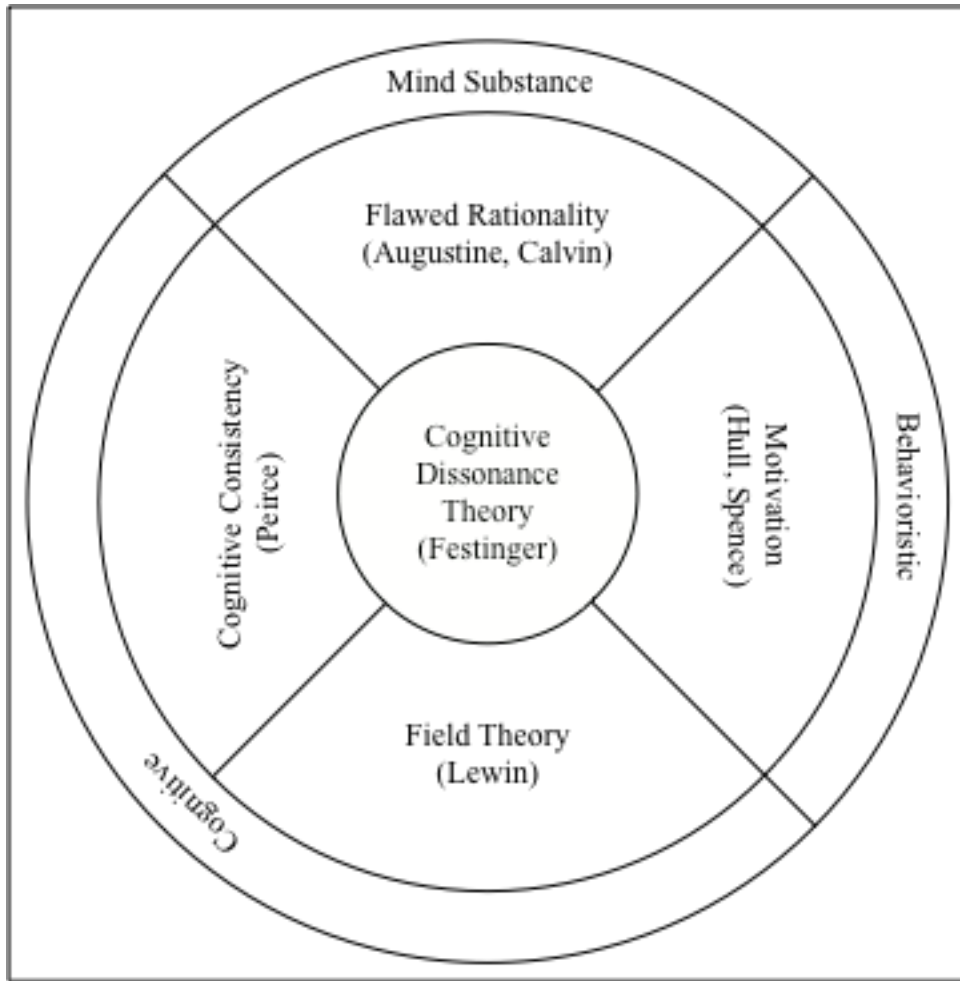 Mind Substance
Flawed Rationality
(Augustine, Calvin)
Cognitive Consistency
(Peirce)
Cognitive
Dissonance
Theory
(Festinger)
Motivation
(Hull, Spence)
Behavioristic
Field Theory
(Lewin)
Cognitive